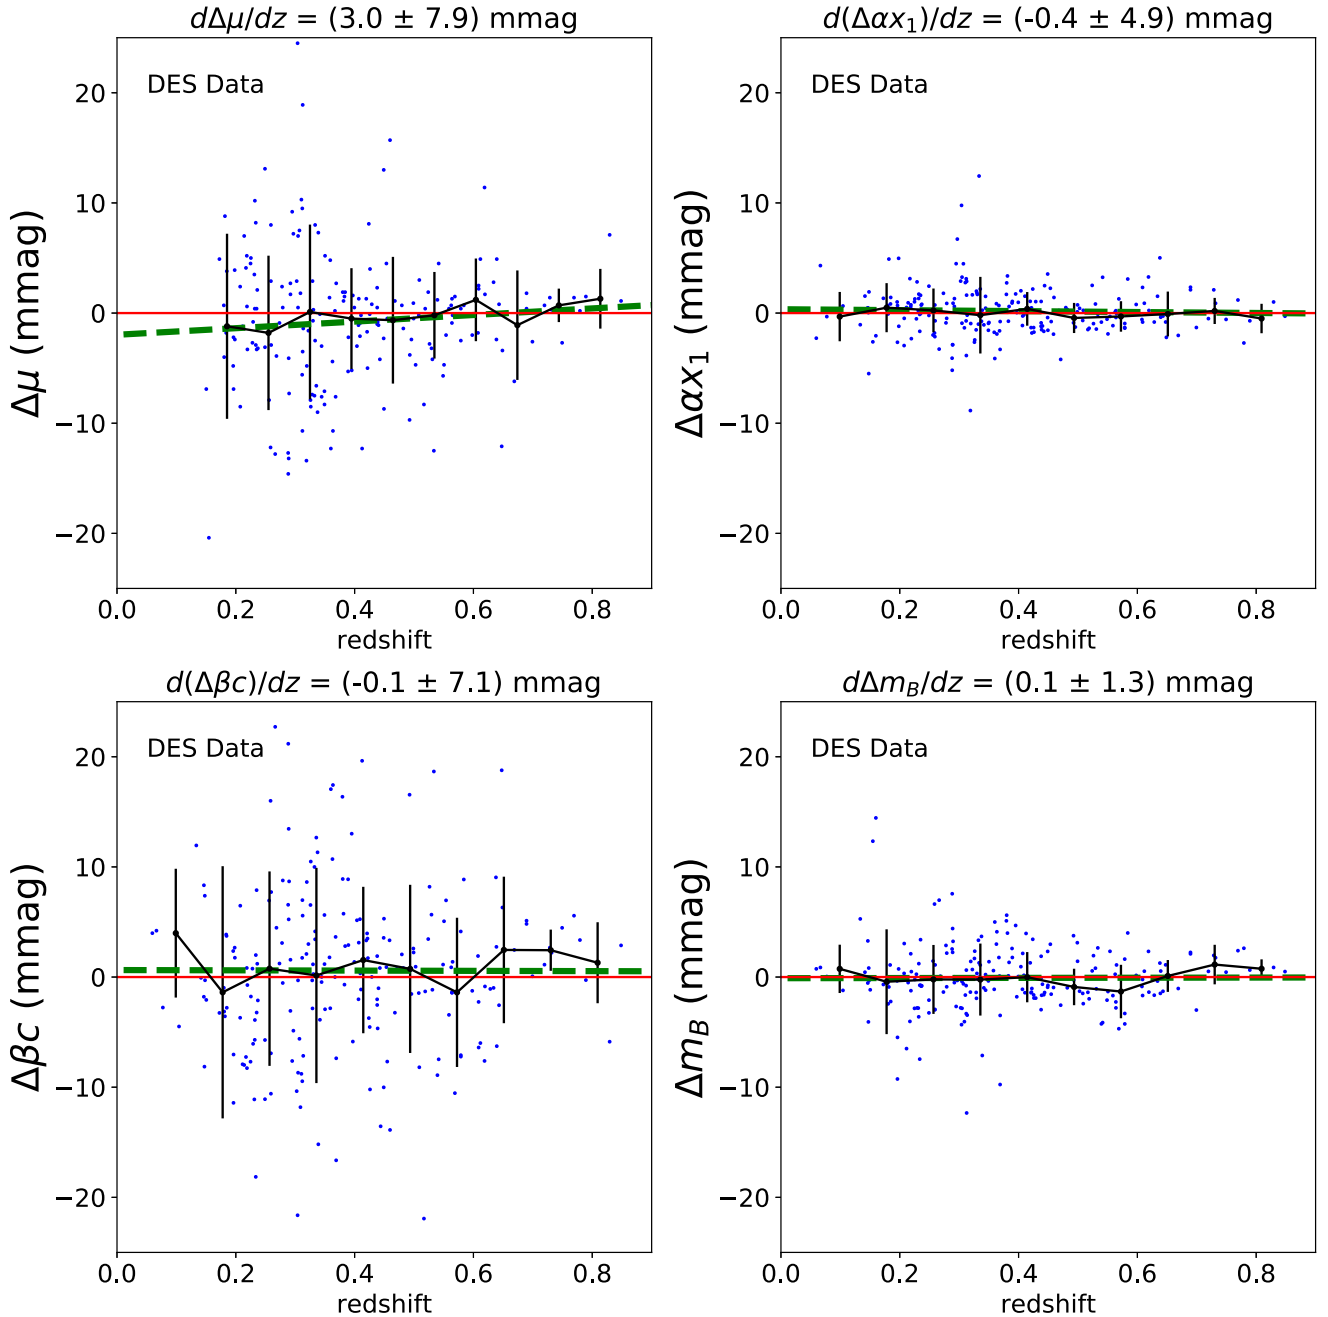 dΔμ/dz = (3.0 ± 7.9) mmag
DES Data
Δμ (mmag)
20
10
0
−10
−20
0.0 0.2 0.4 0.6 0.8
redshift
d(Δαx₁)/dz = (-0.4 ± 4.9) mmag
DES Data
Δαx₁ (mmag)
20
10
0
−10
−20
0.0 0.2 0.4 0.6 0.8
redshift
d(Δβc)/dz = (-0.1 ± 7.1) mmag
DES Data
Δβc (mmag)
20
10
0
−10
−20
0.0 0.2 0.4 0.6 0.8
redshift
dΔm_B/dz = (0.1 ± 1.3) mmag
DES Data
Δm_B (mmag)
20
10
0
−10
−20
0.0 0.2 0.4 0.6 0.8
redshift